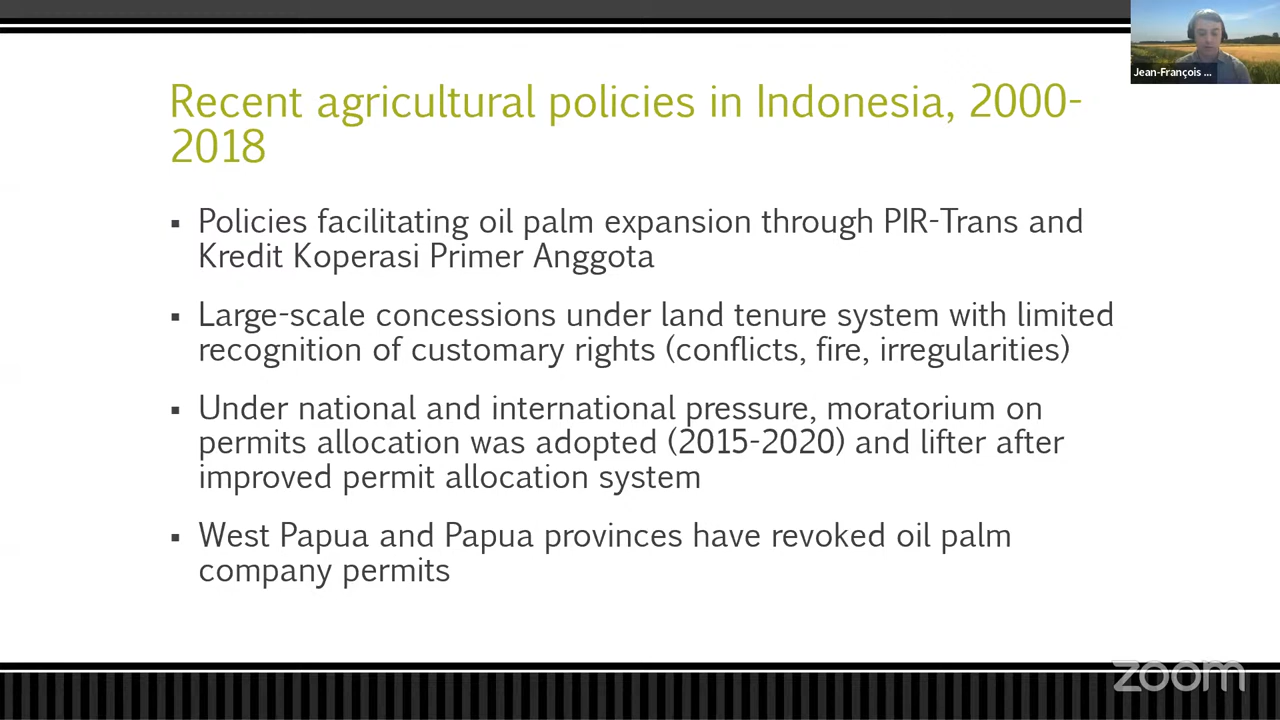 Jean-François ...
Recent agricultural policies in Indonesia, 2000-
2018
▪ Policies facilitating oil palm expansion through PIR-Trans and
Kredit Koperasi Primer Anggota
▪ Large-scale concessions under land tenure system with limited
recognition of customary rights (conflicts, fire, irregularities)
▪ Under national and international pressure, moratorium on
permits allocation was adopted (2015-2020) and lifter after
improved permit allocation system
▪ West Papua and Papua provinces have revoked oil palm
company permits
zoom